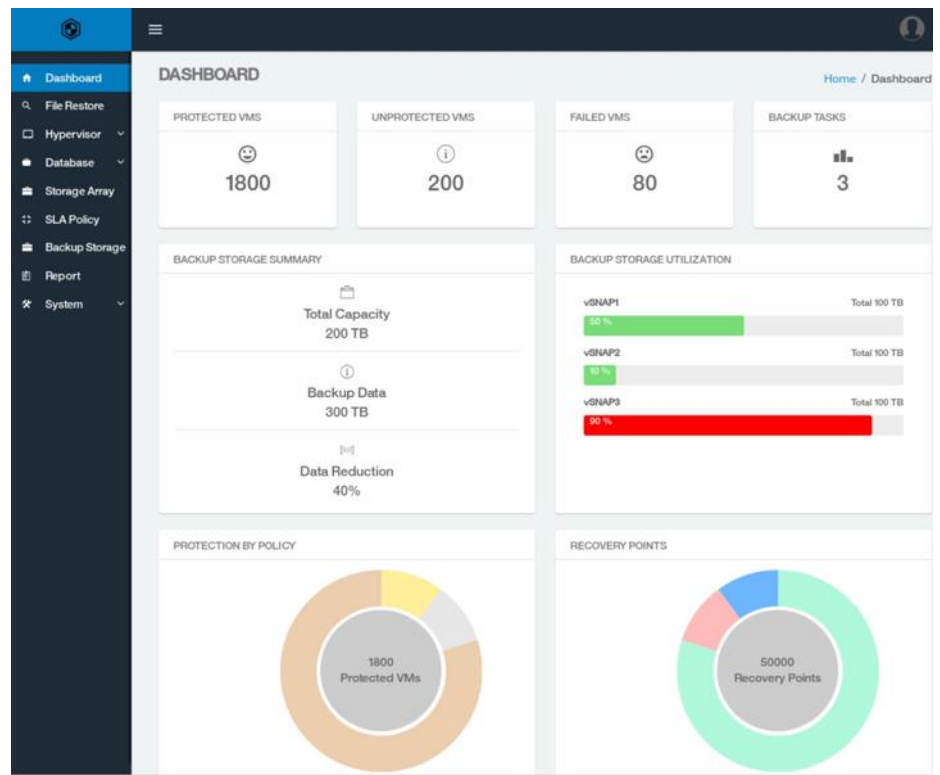 DASHBOARD
Home / Dashboard
Dashboard
File Restore
Hypervisor
Database
Storage Array
SLA Policy
Backup Storage
Report
System
PROTECTED VMS
1800
UNPROTECTED VMS
200
FAILED VMS
80
BACKUP TASKS
3
BACKUP STORAGE SUMMARY
Total Capacity
200 TB
Backup Data
300 TB
Data Reduction
40%
BACKUP STORAGE UTILIZATION
vSNAP1 Total 100 TB
50 %
vSNAP2 Total 100 TB
10 %
vSNAP3 Total 100 TB
90 %
PROTECTION BY POLICY
1800
Protected VMs
RECOVERY POINTS
50000
Recovery Points